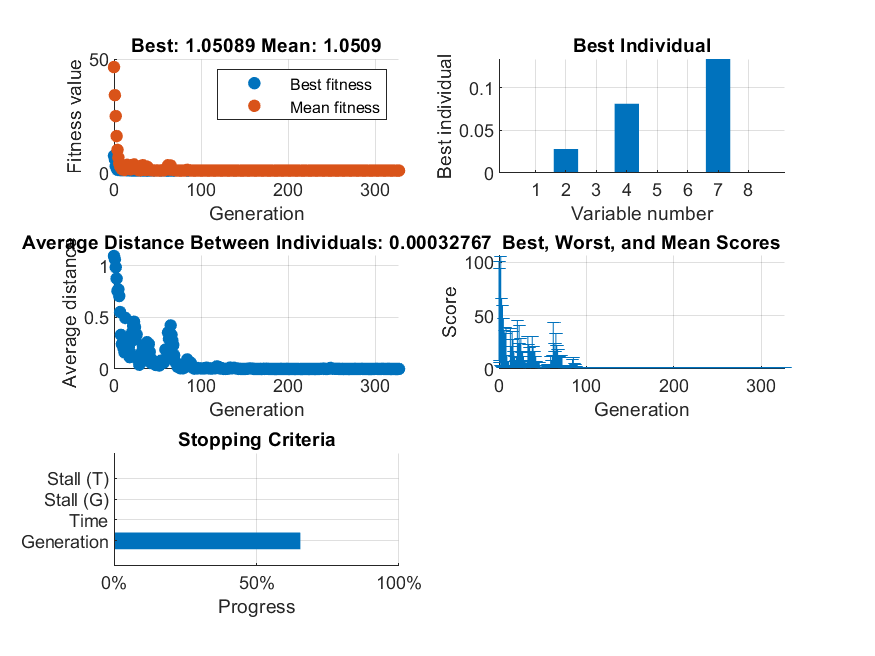 Best: 1.05089 Mean: 1.0509
Fitness value
50
0
Best fitness
Mean fitness
0 100 200 300
Generation
Best Individual
Best individual
0.1
0.05
0
1 2 3 4 5 6 7 8
Variable number
Average Distance Between Individuals: 0.00032767
Average distance
1
0.5
0
0 100 200 300
Generation
Best, Worst, and Mean Scores
Score
100
50
0
0 100 200 300
Generation
Stopping Criteria
Stall (T)
Stall (G)
Time
Generation
0% 50% 100%
Progress